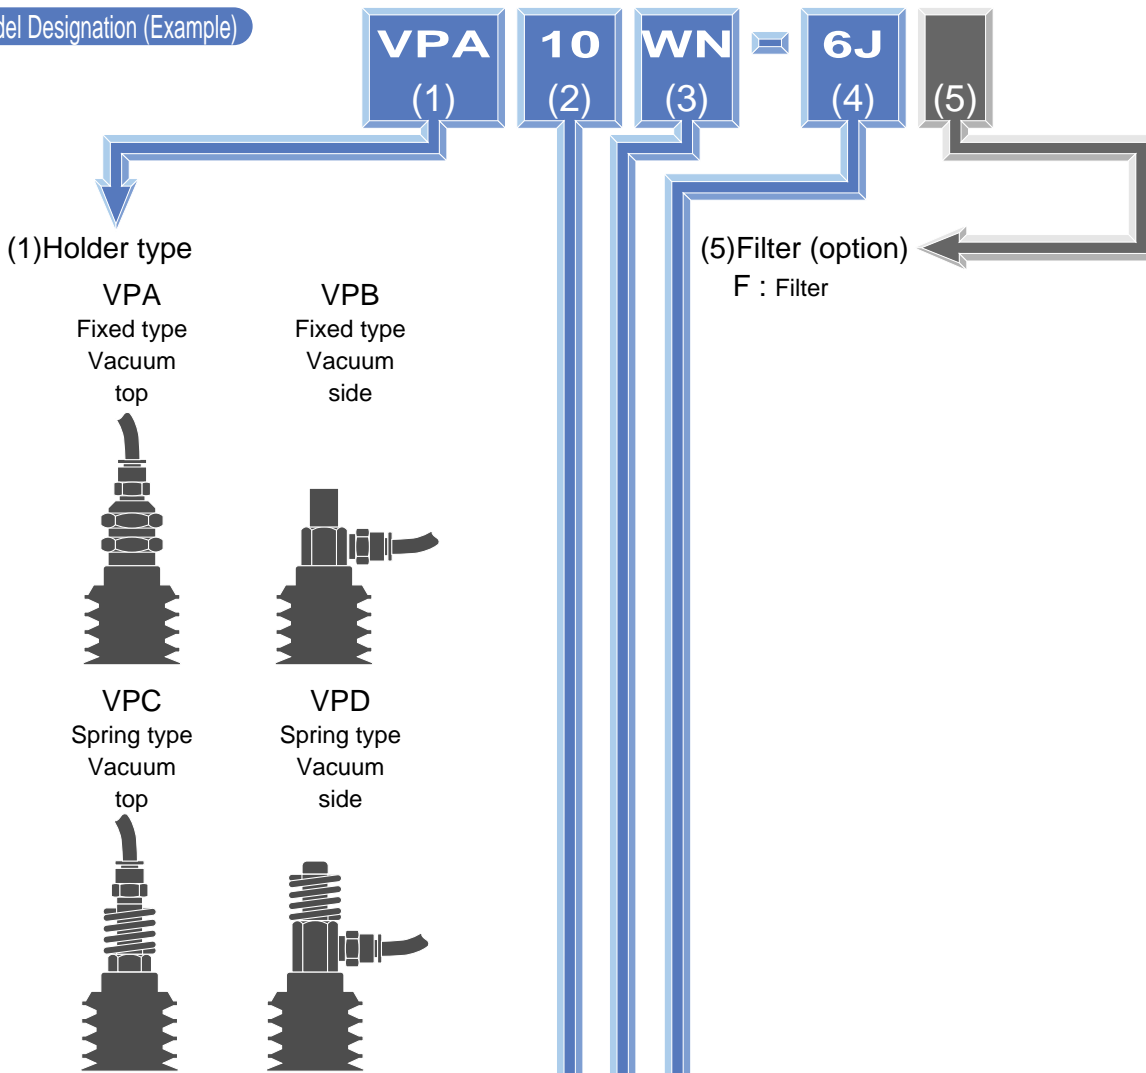 del Designation (Example)
VPA 10 WN - 6J
(1) (2) (3) (4) (5)
(1)Holder type
(5)Filter (option)
F : Filter
VPA
Fixed type
Vacuum
top
VPB
Fixed type
Vacuum
side
VPC
Spring type
Vacuum
top
VPD
Spring type
Vacuum
side